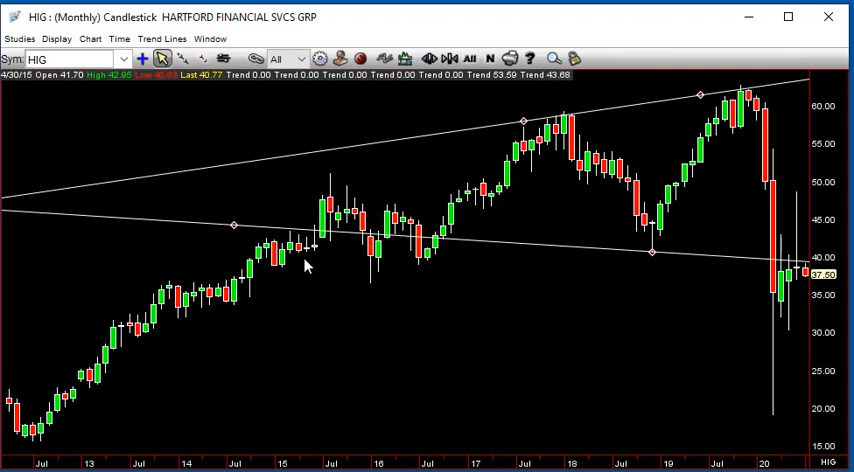 HIG : (Monthly) Candlestick HARTFORD FINANCIAL SVCS GRP
Studies Display Chart Time Trend Lines Window
Sym: HIG All All N ?
4/30/15 Open 41.70 High 42.95 Low 40.63 Last 40.77 Trend 0.00 Trend 0.00 Trend 0.00 Trend 0.00 Trend 0.00 Trend 53.59 Trend 43.68
60.00
55.00
50.00
45.00
40.00
37.50
35.00
30.00
25.00
20.00
15.00
Jul 13 Jul 14 Jul 15 Jul 16 Jul 17 Jul 18 Jul 19 Jul 20 HIG